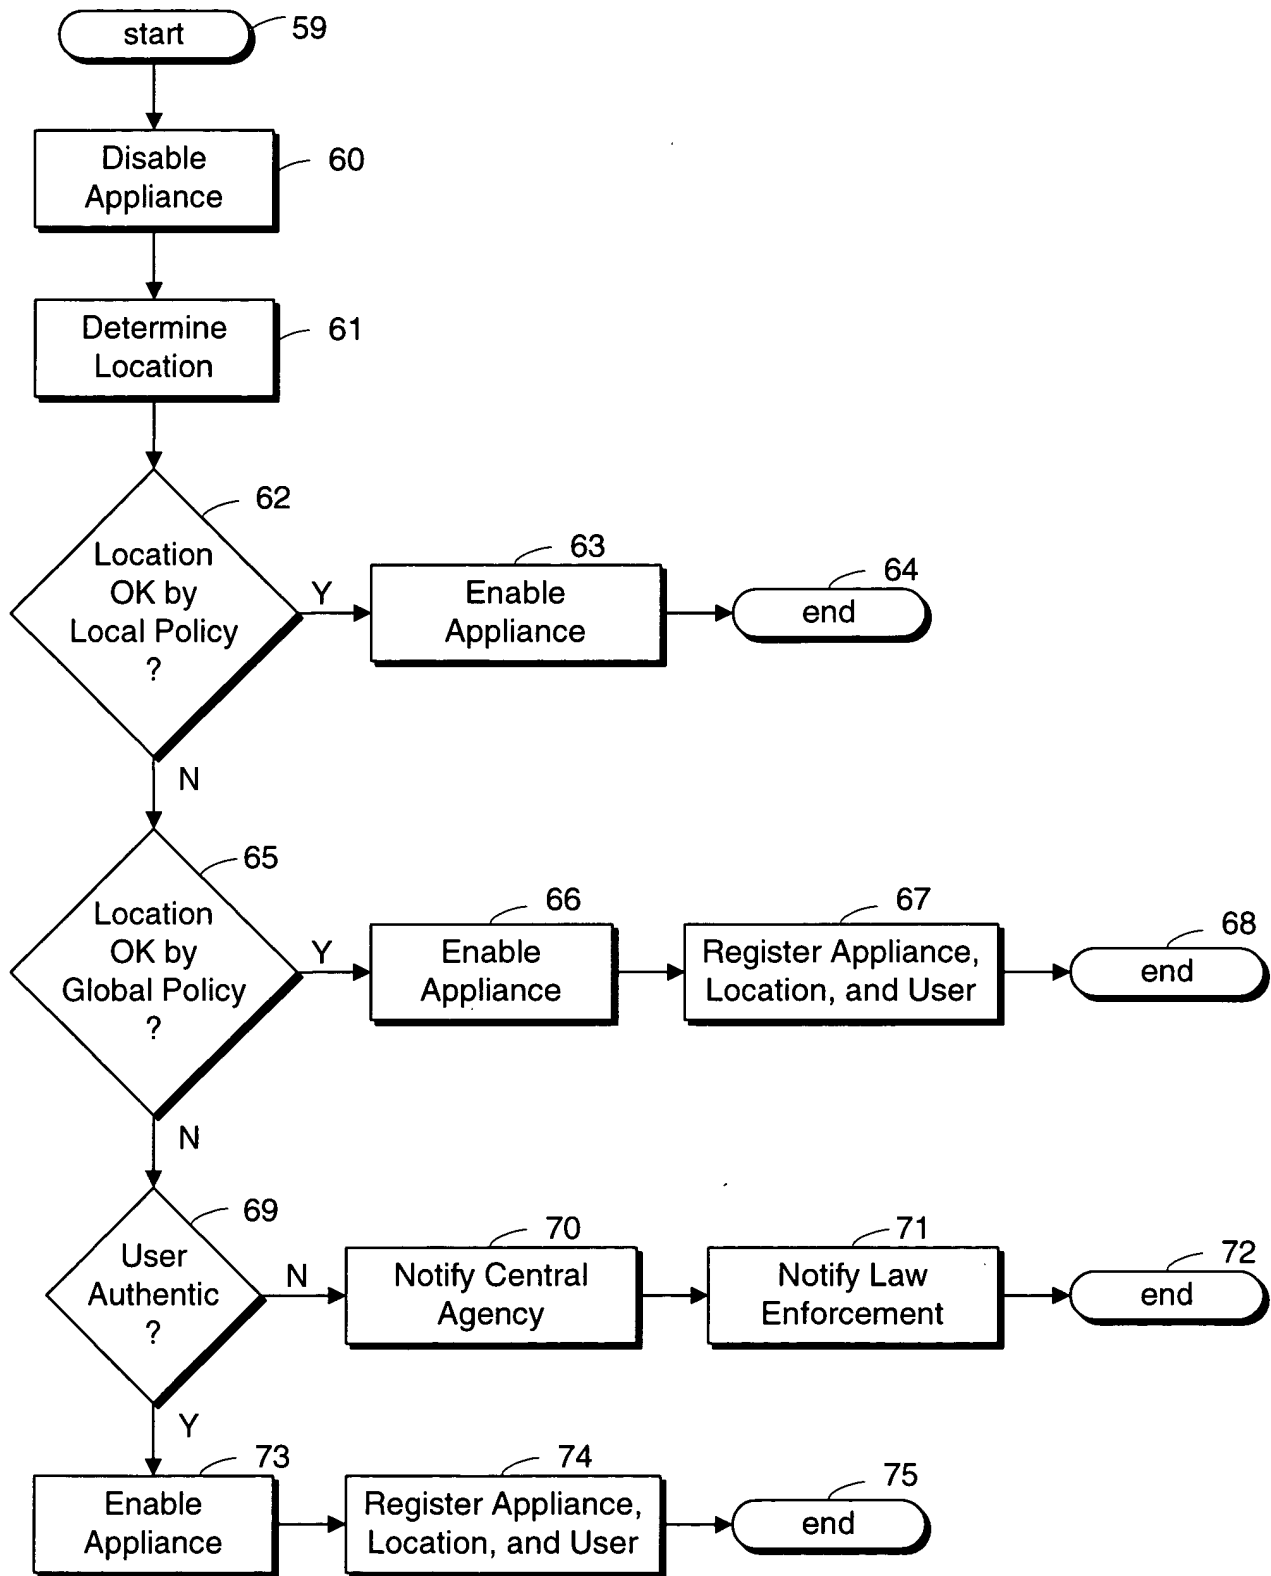 start
59
Disable
Appliance
60
Determine
Location
61
62
Location
OK by
Local Policy
?
Y
63
Enable
Appliance
64
end
N
65
Location
OK by
Global Policy
?
Y
66
Enable
Appliance
67
Register Appliance,
Location, and User
68
end
N
69
User
Authentic
?
N
70
Notify Central
Agency
71
Notify Law
Enforcement
72
end
Y
73
Enable
Appliance
74
Register Appliance,
Location, and User
75
end